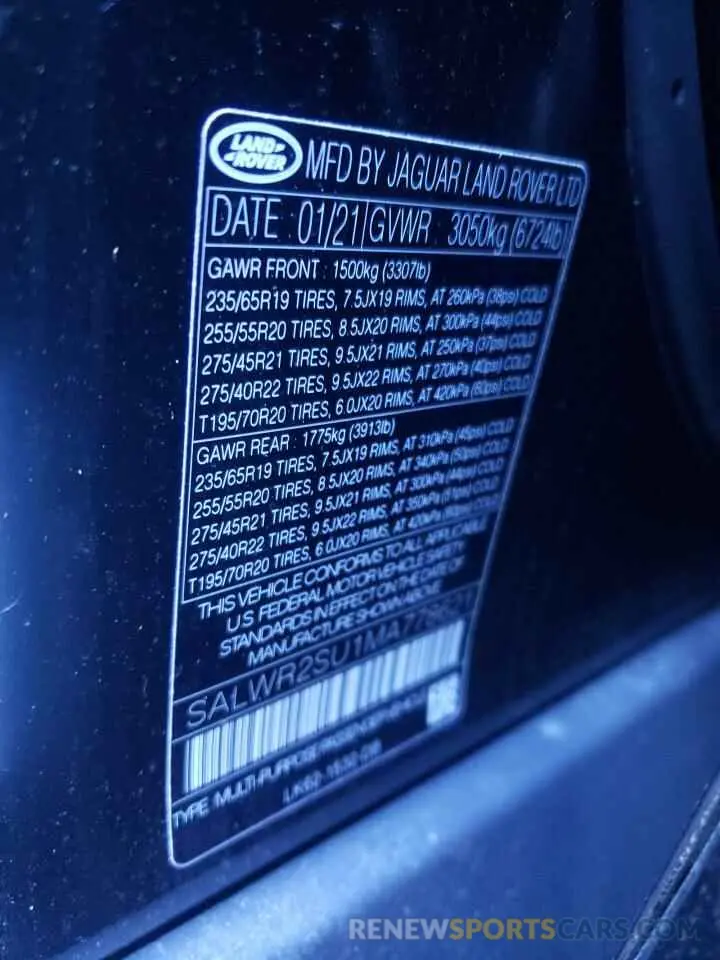 LAND
ROVER
MFD BY JAGUAR LAND ROVER LTD
DATE : 01/21 GVWR : 3050kg (6724lb)
GAWR FRONT : 1500kg (3307lb)
235/65R19 TIRES, 7.5JX19 RIMS, AT 260kPa (38psi) COLD
255/55R20 TIRES, 8.5JX20 RIMS, AT 300kPa (44psi) COLD
275/45R21 TIRES, 9.5JX21 RIMS, AT 250kPa (37psi) COLD
275/40R22 TIRES, 9.5JX22 RIMS, AT 270kPa (40psi) COLD
T195/70R20 TIRES, 6.0JX20 RIMS, AT 420kPa (60psi) COLD
GAWR REAR : 1775kg (3913lb)
235/65R19 TIRES, 7.5JX19 RIMS, AT 310kPa (45psi) COLD
255/55R20 TIRES, 8.5JX20 RIMS, AT 340kPa (50psi) COLD
275/45R21 TIRES, 9.5JX21 RIMS, AT 300kPa (44psi) COLD
275/40R22 TIRES, 9.5JX22 RIMS, AT 350kPa (51psi) COLD
T195/70R20 TIRES, 6.0JX20 RIMS, AT 420kPa (60psi) COLD
THIS VEHICLE CONFORMS TO ALL APPLICABLE
U.S. FEDERAL MOTOR VEHICLE SAFETY
STANDARDS IN EFFECT ON THE DATE OF
MANUFACTURE SHOWN ABOVE
TYPE : MULTI-PURPOSE PASSENGER VEHICLE
RENEWSPORTSCARS.COM